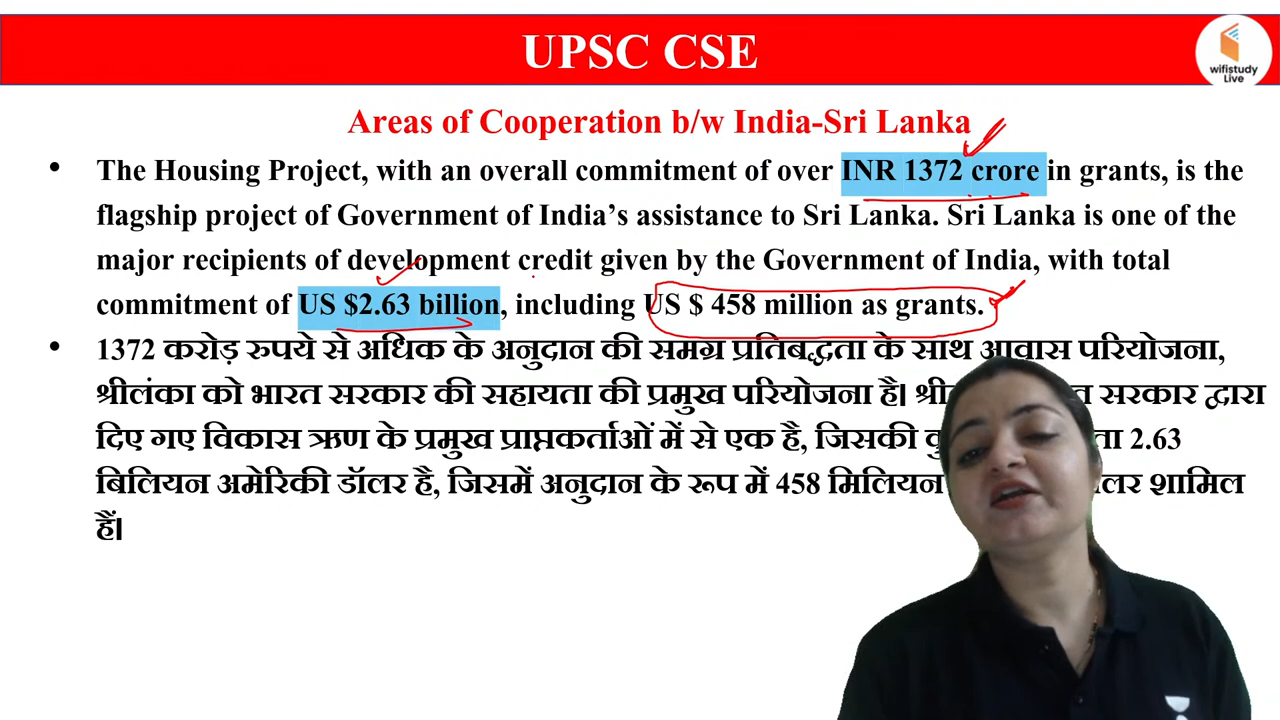 UPSC CSE
wifistudy
Live
Areas of Cooperation b/w India-Sri Lanka
• The Housing Project, with an overall commitment of over INR 1372 crore in grants, is the
flagship project of Government of India's assistance to Sri Lanka. Sri Lanka is one of the
major recipients of development credit given by the Government of India, with total
commitment of US $2.63 billion, including US $ 458 million as grants.
• 1372 करोड़ रुपये से अधिक के अनुदान की समग्र प्रतिबद्धता के साथ आवास परियोजना,
श्रीलंका को भारत सरकार की सहायता की प्रमुख परियोजना है। सरकार द्वारा
दिए गए विकास ऋण के प्रमुख प्राप्तकर्ताओं में से एक है, जिसकी 2.63
बिलियन अमेरिकी डॉलर है, जिसमें अनुदान के रूप में 458 मिलियन शामिल
हैं।